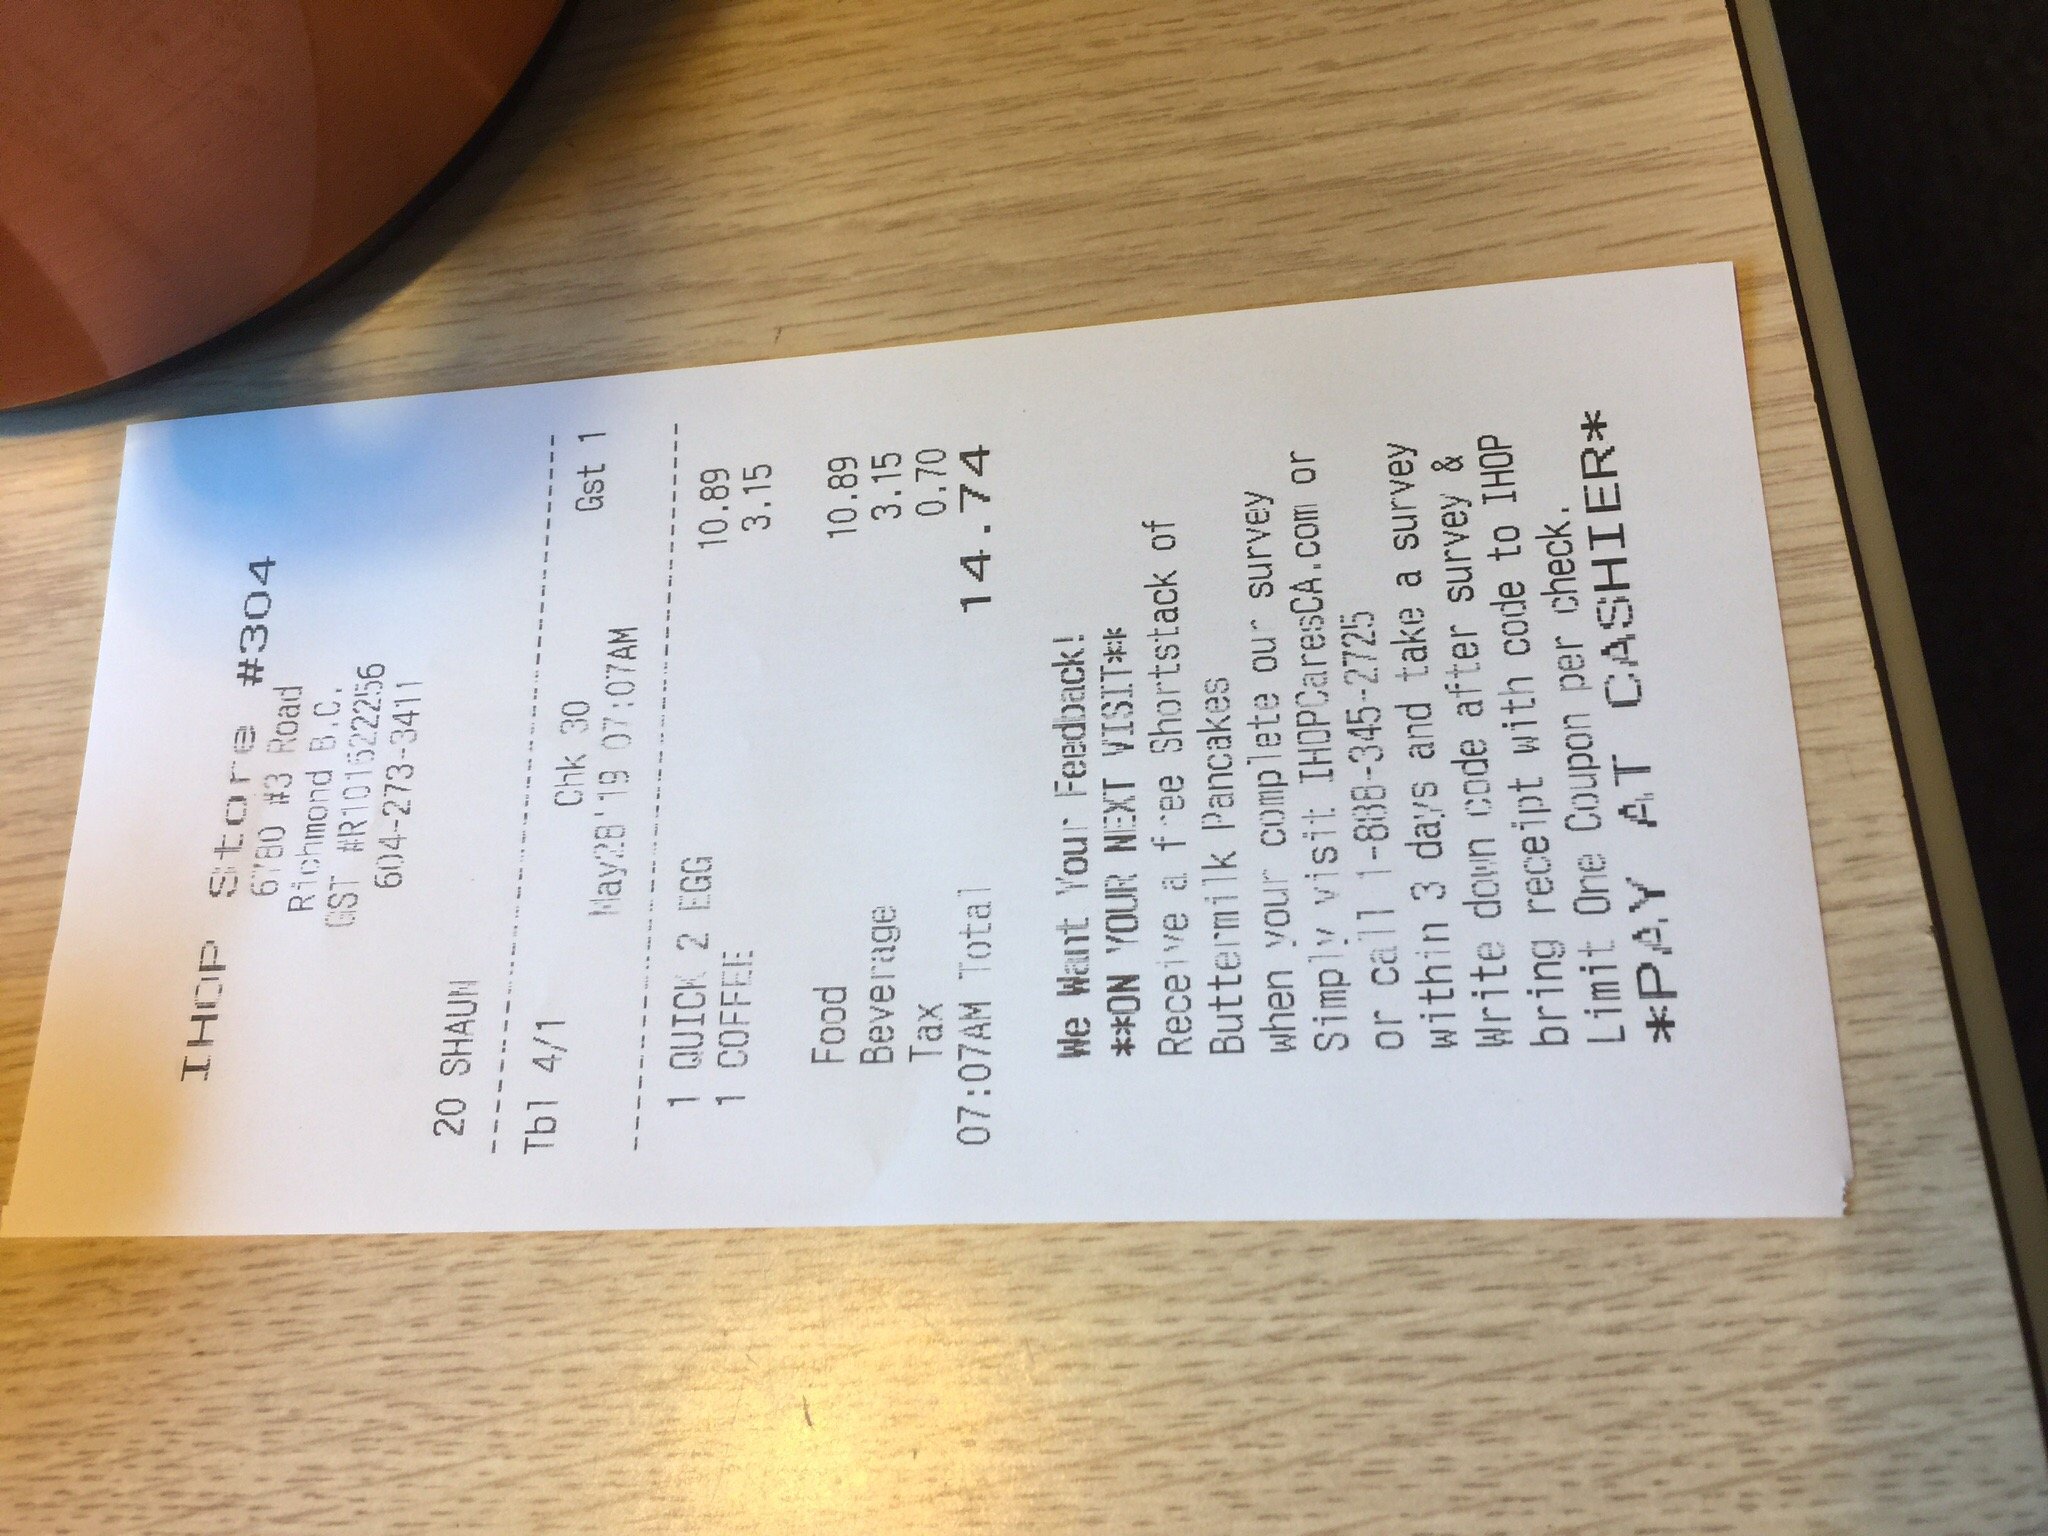 IHOP Store #304
6780 #3 Road
Richmond B.C.
GST #R101522256
604-273-3411
20 SHAUN
Tbl 4/1 Chk 30 Gst 1
May28'19 07:07AM
1 QUICK 2 EGG 10.89
1 COFFEE 3.15
Food 10.89
Beverage 3.15
Tax 0.70
07:07AM Total 14.74
We Want Your Feedback!
**ON YOUR NEXT VISIT**
Receive a free Shortstack of
Buttermilk Pancakes
when your complete our survey
Simply visit IHOPCaresCA.com or
or call 1-888-345-2725
within 3 days and take a survey
Write down code after survey &
bring receipt with code to IHOP
Limit One Coupon per check.
*PAY AT CASHIER*